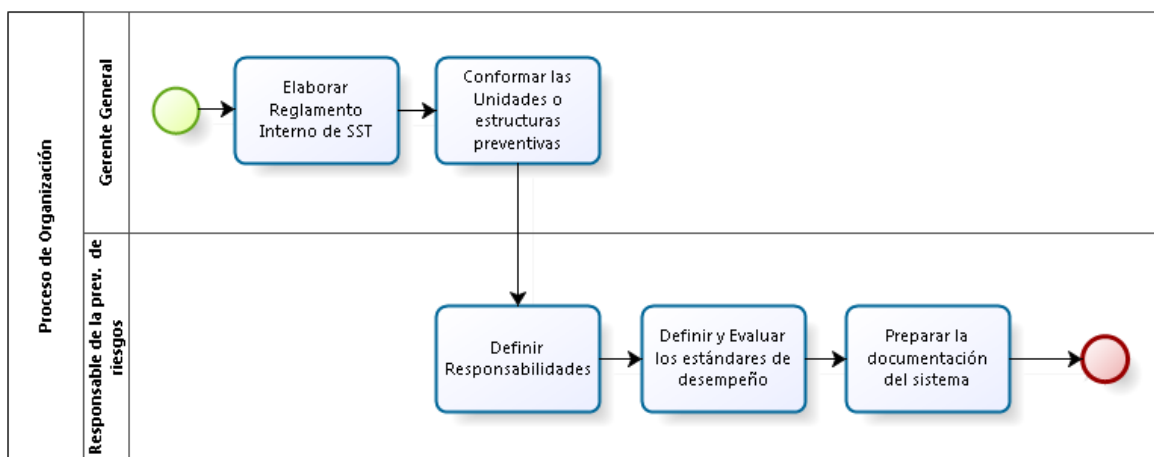 Proceso de Organización
Gerente General
Elaborar
Reglamento
Interno de SST
Conformar las
Unidades o
estructuras
preventivas
Responsable de la prev. de
riesgos
Definir
Responsabilidades
Definir y Evaluar
los estándares de
desempeño
Preparar la
documentación
del sistema